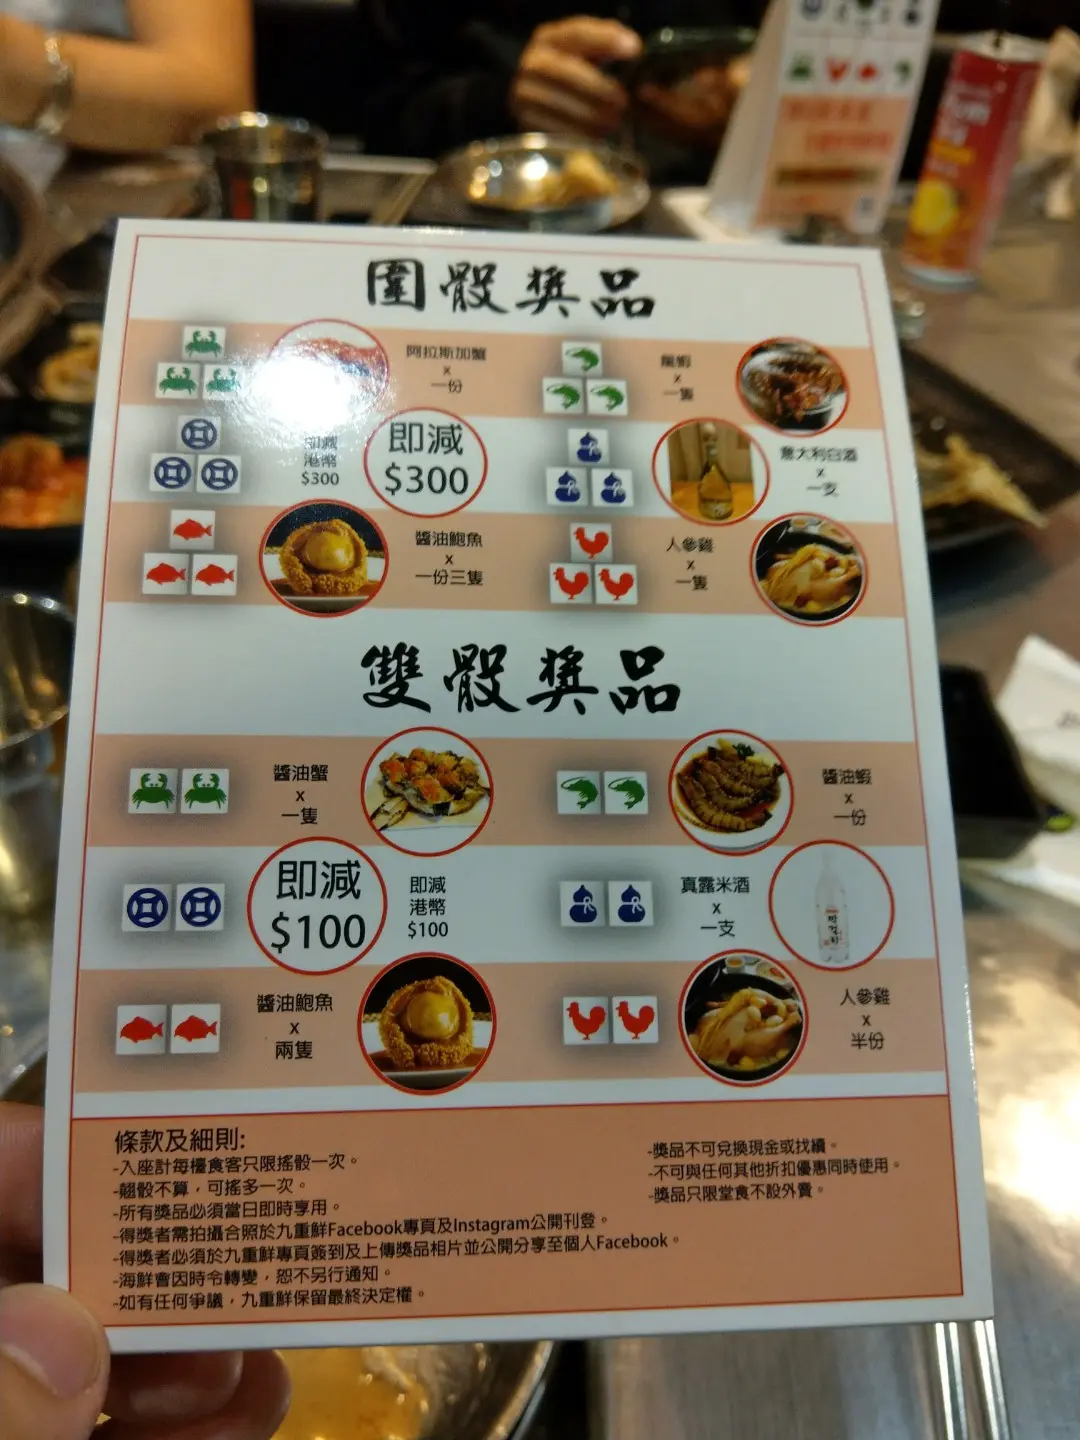 圍骰獎品
阿拉斯加蟹
x
一份
龍蝦
x
一隻
即減
港幣
$300
即減
$300
意大利白酒
x
一支
醬油鮑魚
x
一份三隻
人參雞
x
一隻
雙骰獎品
醬油蟹
x
一隻
醬油蝦
x
一份
即減
$100
即減
港幣
$100
真露米酒
x
一支
막걸리
醬油鮑魚
x
兩隻
人參雞
x
半份
條款及細則:
-入座計每檯食客只限搖骰一次。
-翹骰不算，可搖多一次。
-所有獎品必須當日即時享用。
-得獎者需拍攝合照於九重鮮Facebook專頁及Instagram公開刊登。
-得獎者必須於九重鮮專頁簽到及上傳獎品相片並公開分享至個人Facebook。
-海鮮會因時令轉變，恕不另行通知。
-如有任何爭議，九重鮮保留最終決定權。
-獎品不可兌換現金或找續。
-不可與任何其他折扣優惠同時使用。
-獎品只限堂食不設外賣。